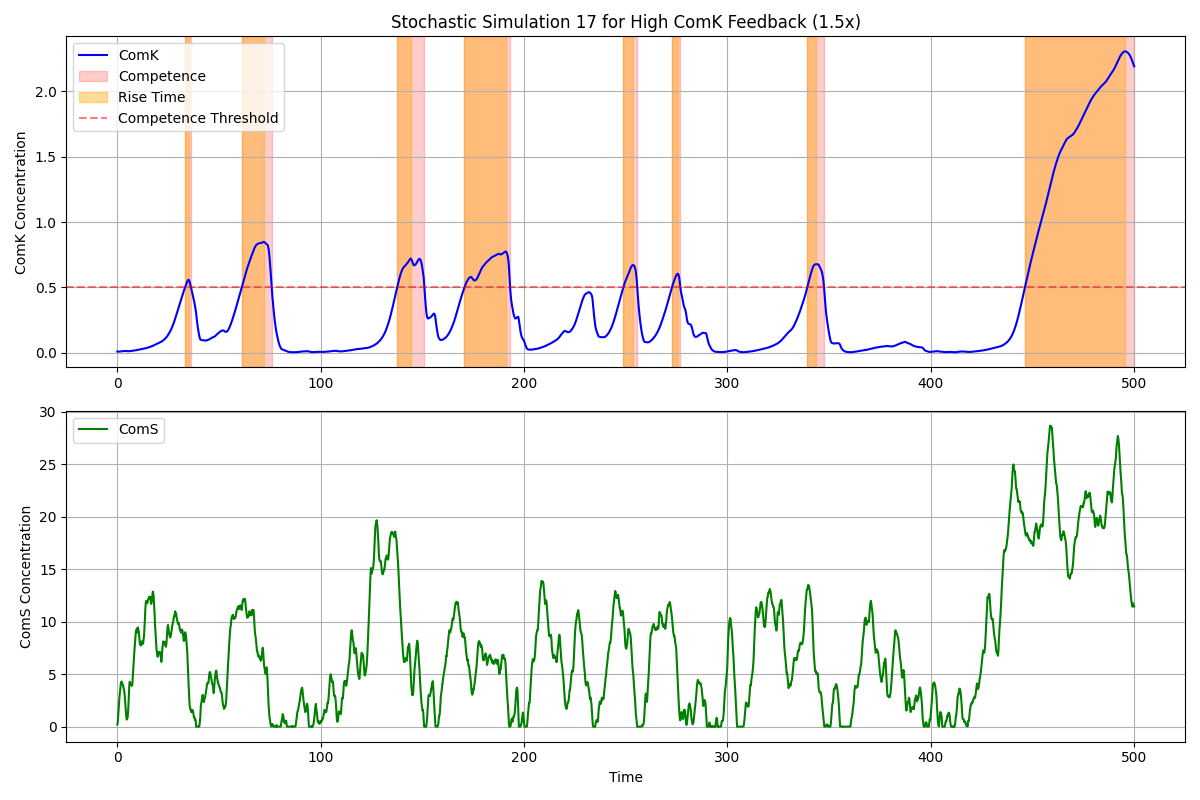 Stochastic Simulation 17 for High ComK Feedback (1.5x)
ComK
Competence
Rise Time
Competence Threshold
ComK Concentration
2.0
1.5
1.0
0.5
0.0
0 100 200 300 400 500
ComS
ComS Concentration
30
25
20
15
10
5
0
0 100 200 300 400 500
Time